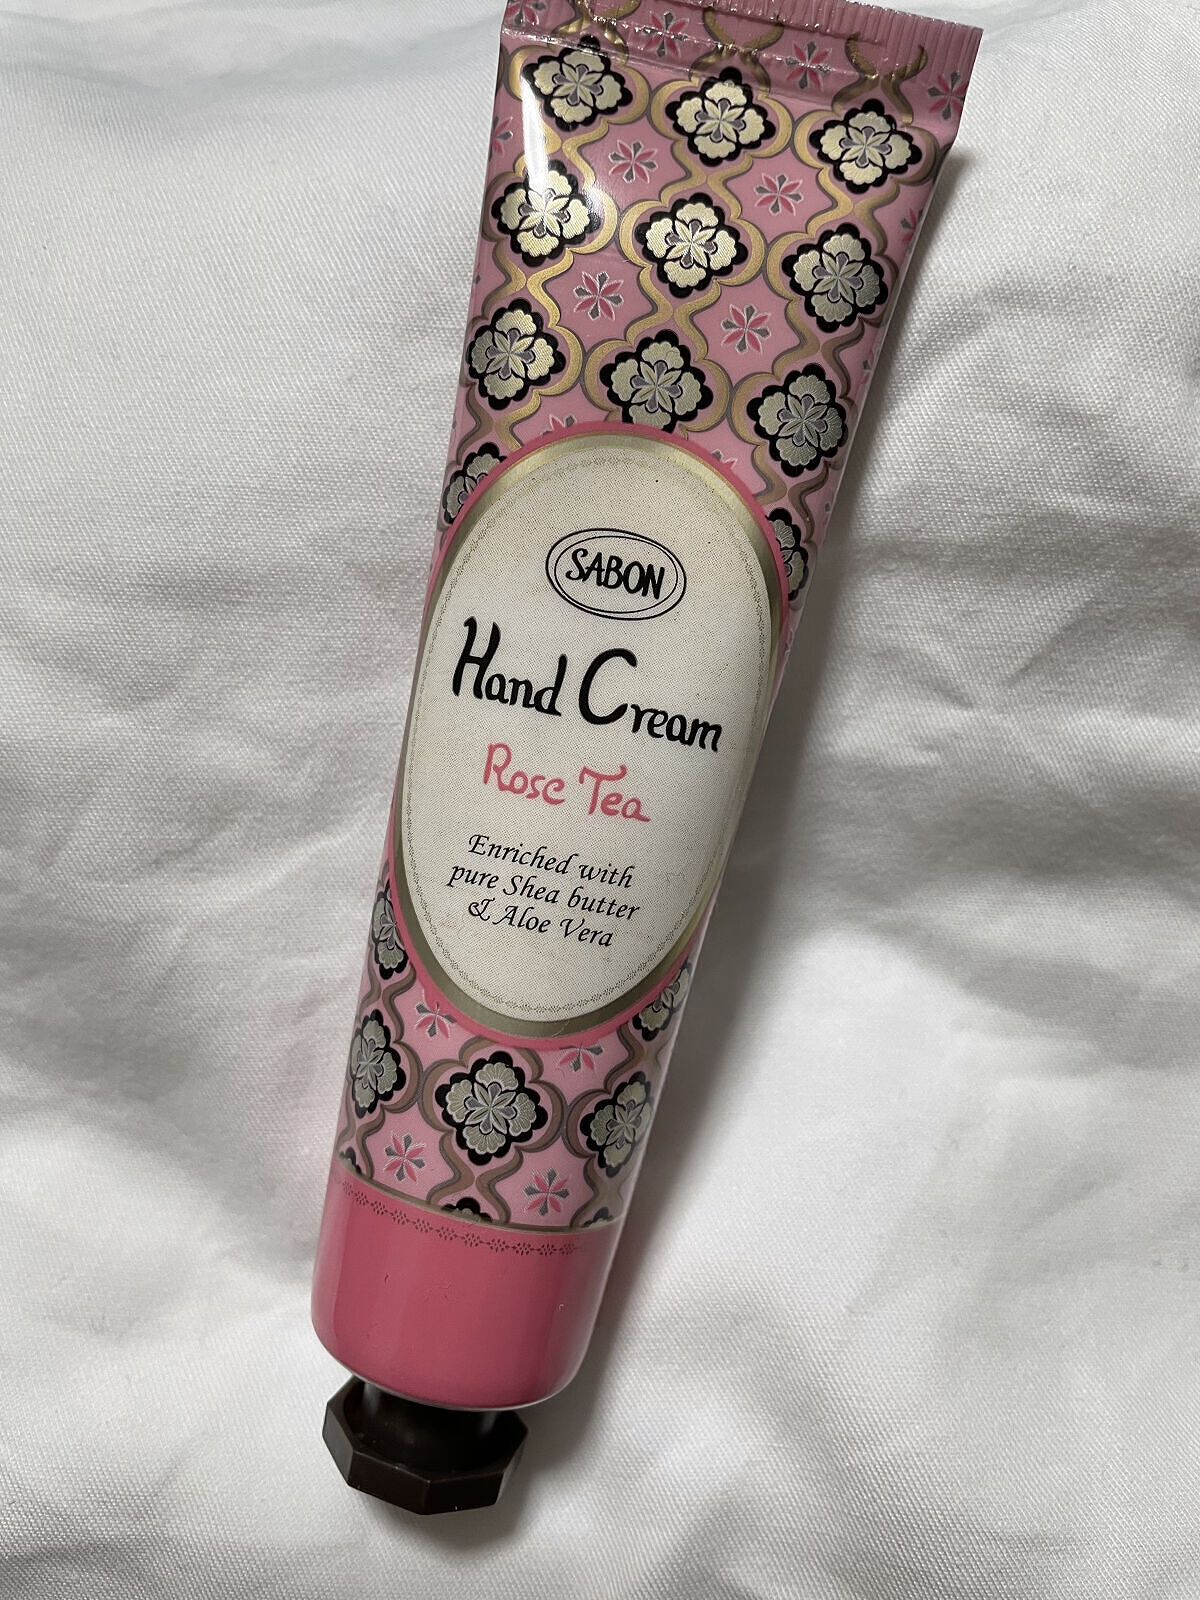 SABON
Hand Cream
Rose Tea
Enriched with
pure Shea butter
& Aloe Vera